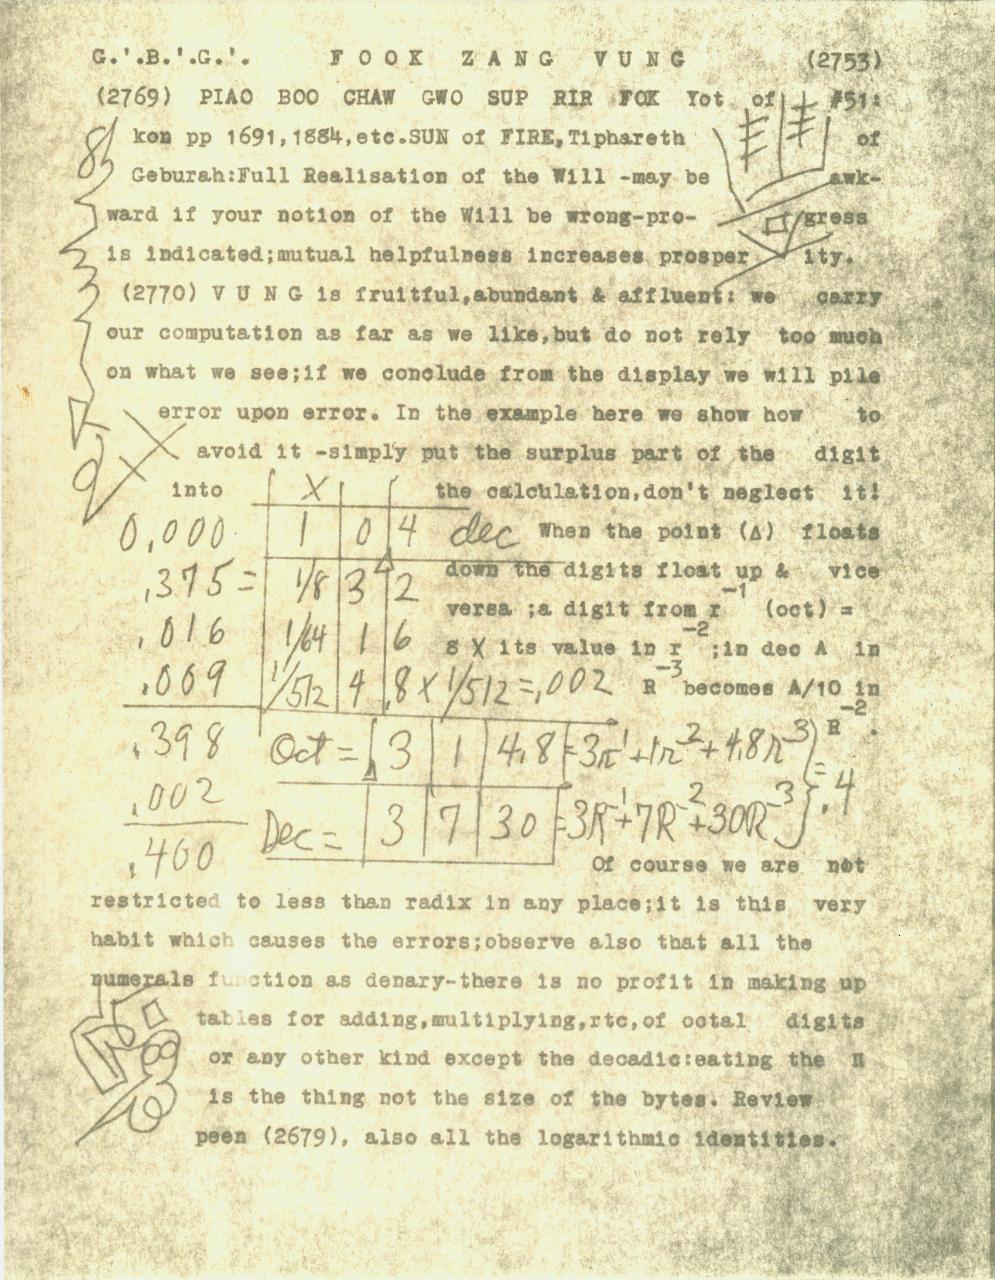 G.'.B.'.G.'. F O O K Z A N G V U N G (2753)
(2769) PIAO BOO CHAW GWO SUP RIR FOK Yot of #51:
kon pp 1691,1884,etc.SUN of FIRE,Tiphareth of
Geburah:Full Realisation of the Will -may be awk-
ward if your notion of the Will be wrong-pro- gress
is indicated;mutual helpfulness increases prosper ity.
(2770) V U N G is fruitful,abundant & affluent: we carry
our computation as far as we like,but do not rely too much
on what we see;if we conclude from the display we will pile
error upon error. In the example here we show how to
avoid it -simply put the surplus part of the digit
into X the calculation,don't neglect it!
0,000 1 0 4 dec When the point (Δ) floats
.375= 1/8 3 2 down the digits float up & vice
versa ;a digit from r⁻¹ (oct) =
.016 1/64 1 6 8 X its value in r⁻² ;in dec A in
.009 1/512 4 .8 x 1/512=,002 R⁻³ becomes A/10 in
R⁻².
.398 Oct = 3 1 4.8 =3r⁻¹+1r⁻²+4.8r⁻³
.002 } = .4
.400 Dec = 3 7 30 =3R⁻¹+7R⁻²+30R⁻³
Of course we are not
restricted to less than radix in any place;it is this very
habit which causes the errors;observe also that all the
numerals function as denary-there is no profit in making up
tables for adding,multiplying,rtc,of octal digits
or any other kind except the decadic:eating the
is the thing not the size of the bytes. Review
peen (2679), also all the logarithmic identities.